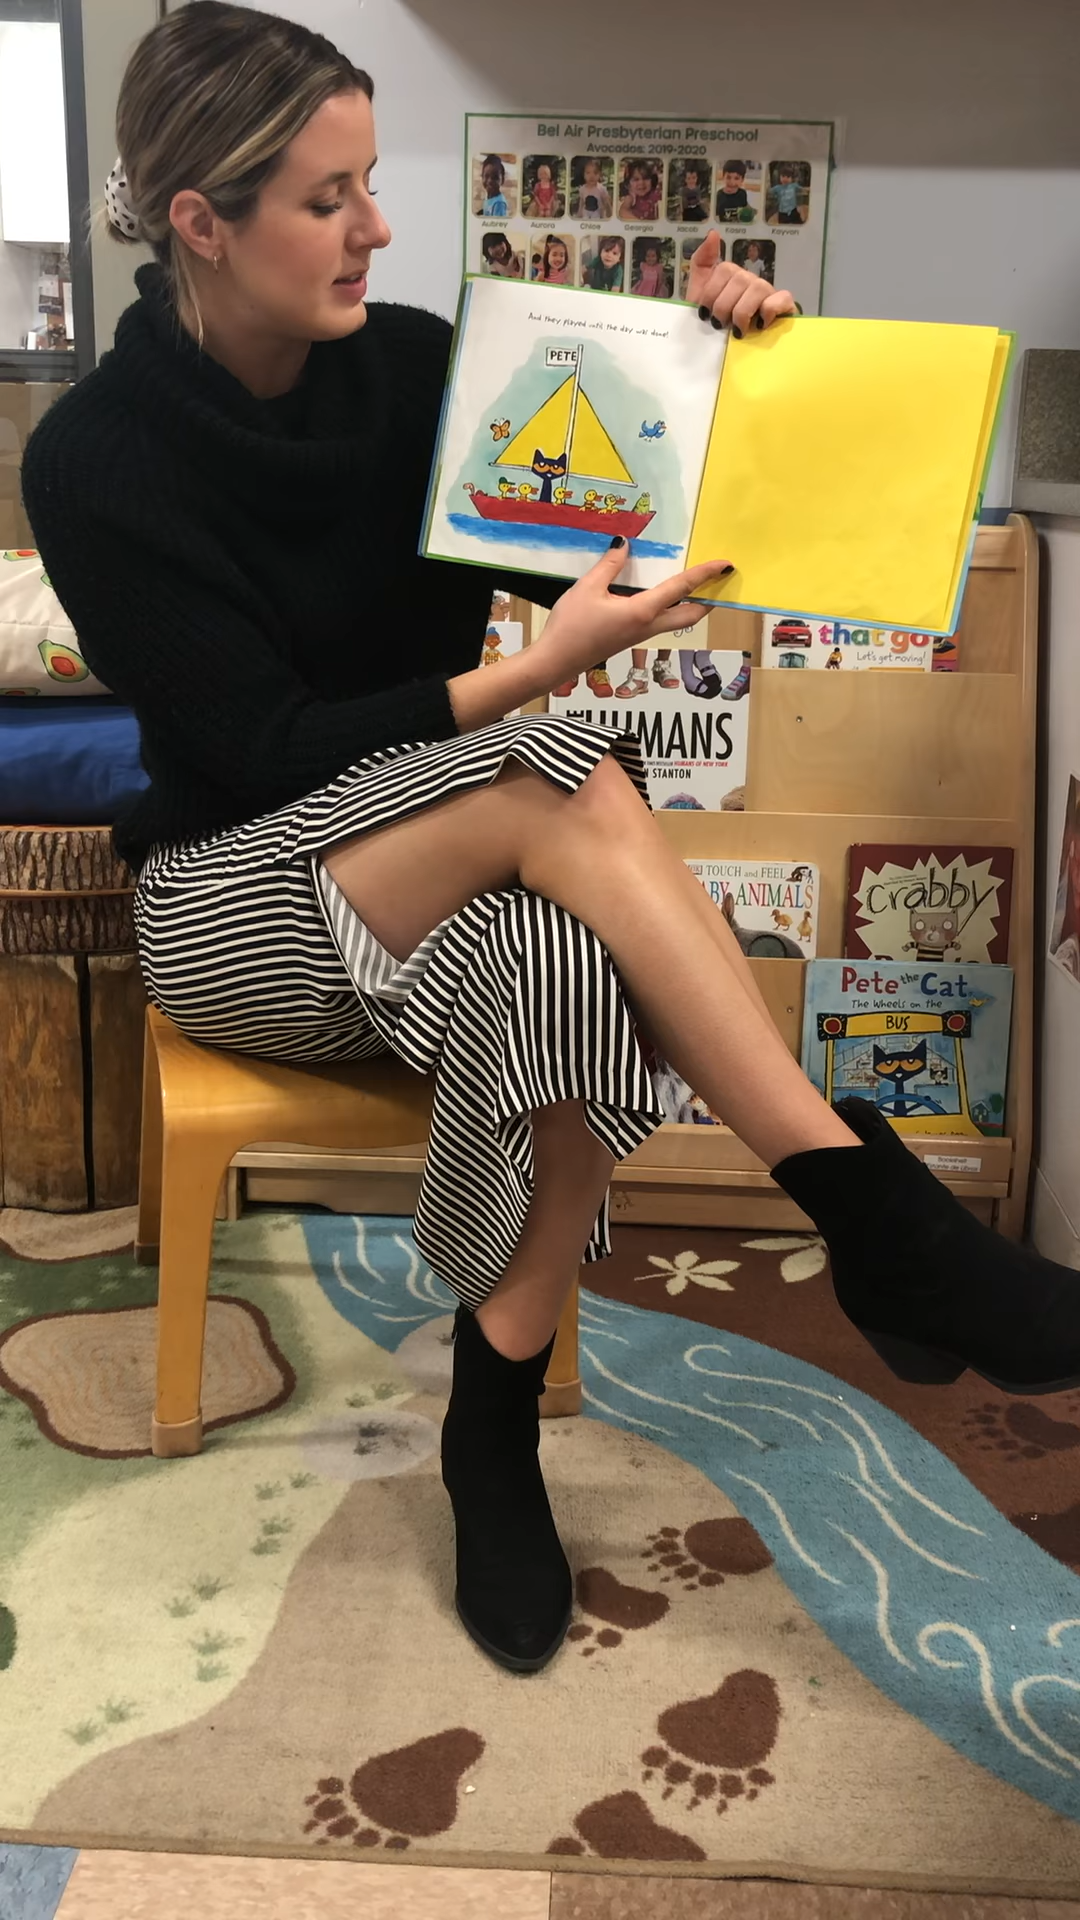 Bel Air Presbyterian Preschool
Avocados: 2019-2020
Aubrey Aurora Chloe Georgia Jacob Kasra Keyvon
And they played until the day was done!
PETE
that go
Let's get moving!
HUMANS
HUMANS OF NEW YORK
STANTON
TOUCH and FEEL
ANIMALS
crabby
Pete the Cat
The Wheels on the
BUS
Bookshelf